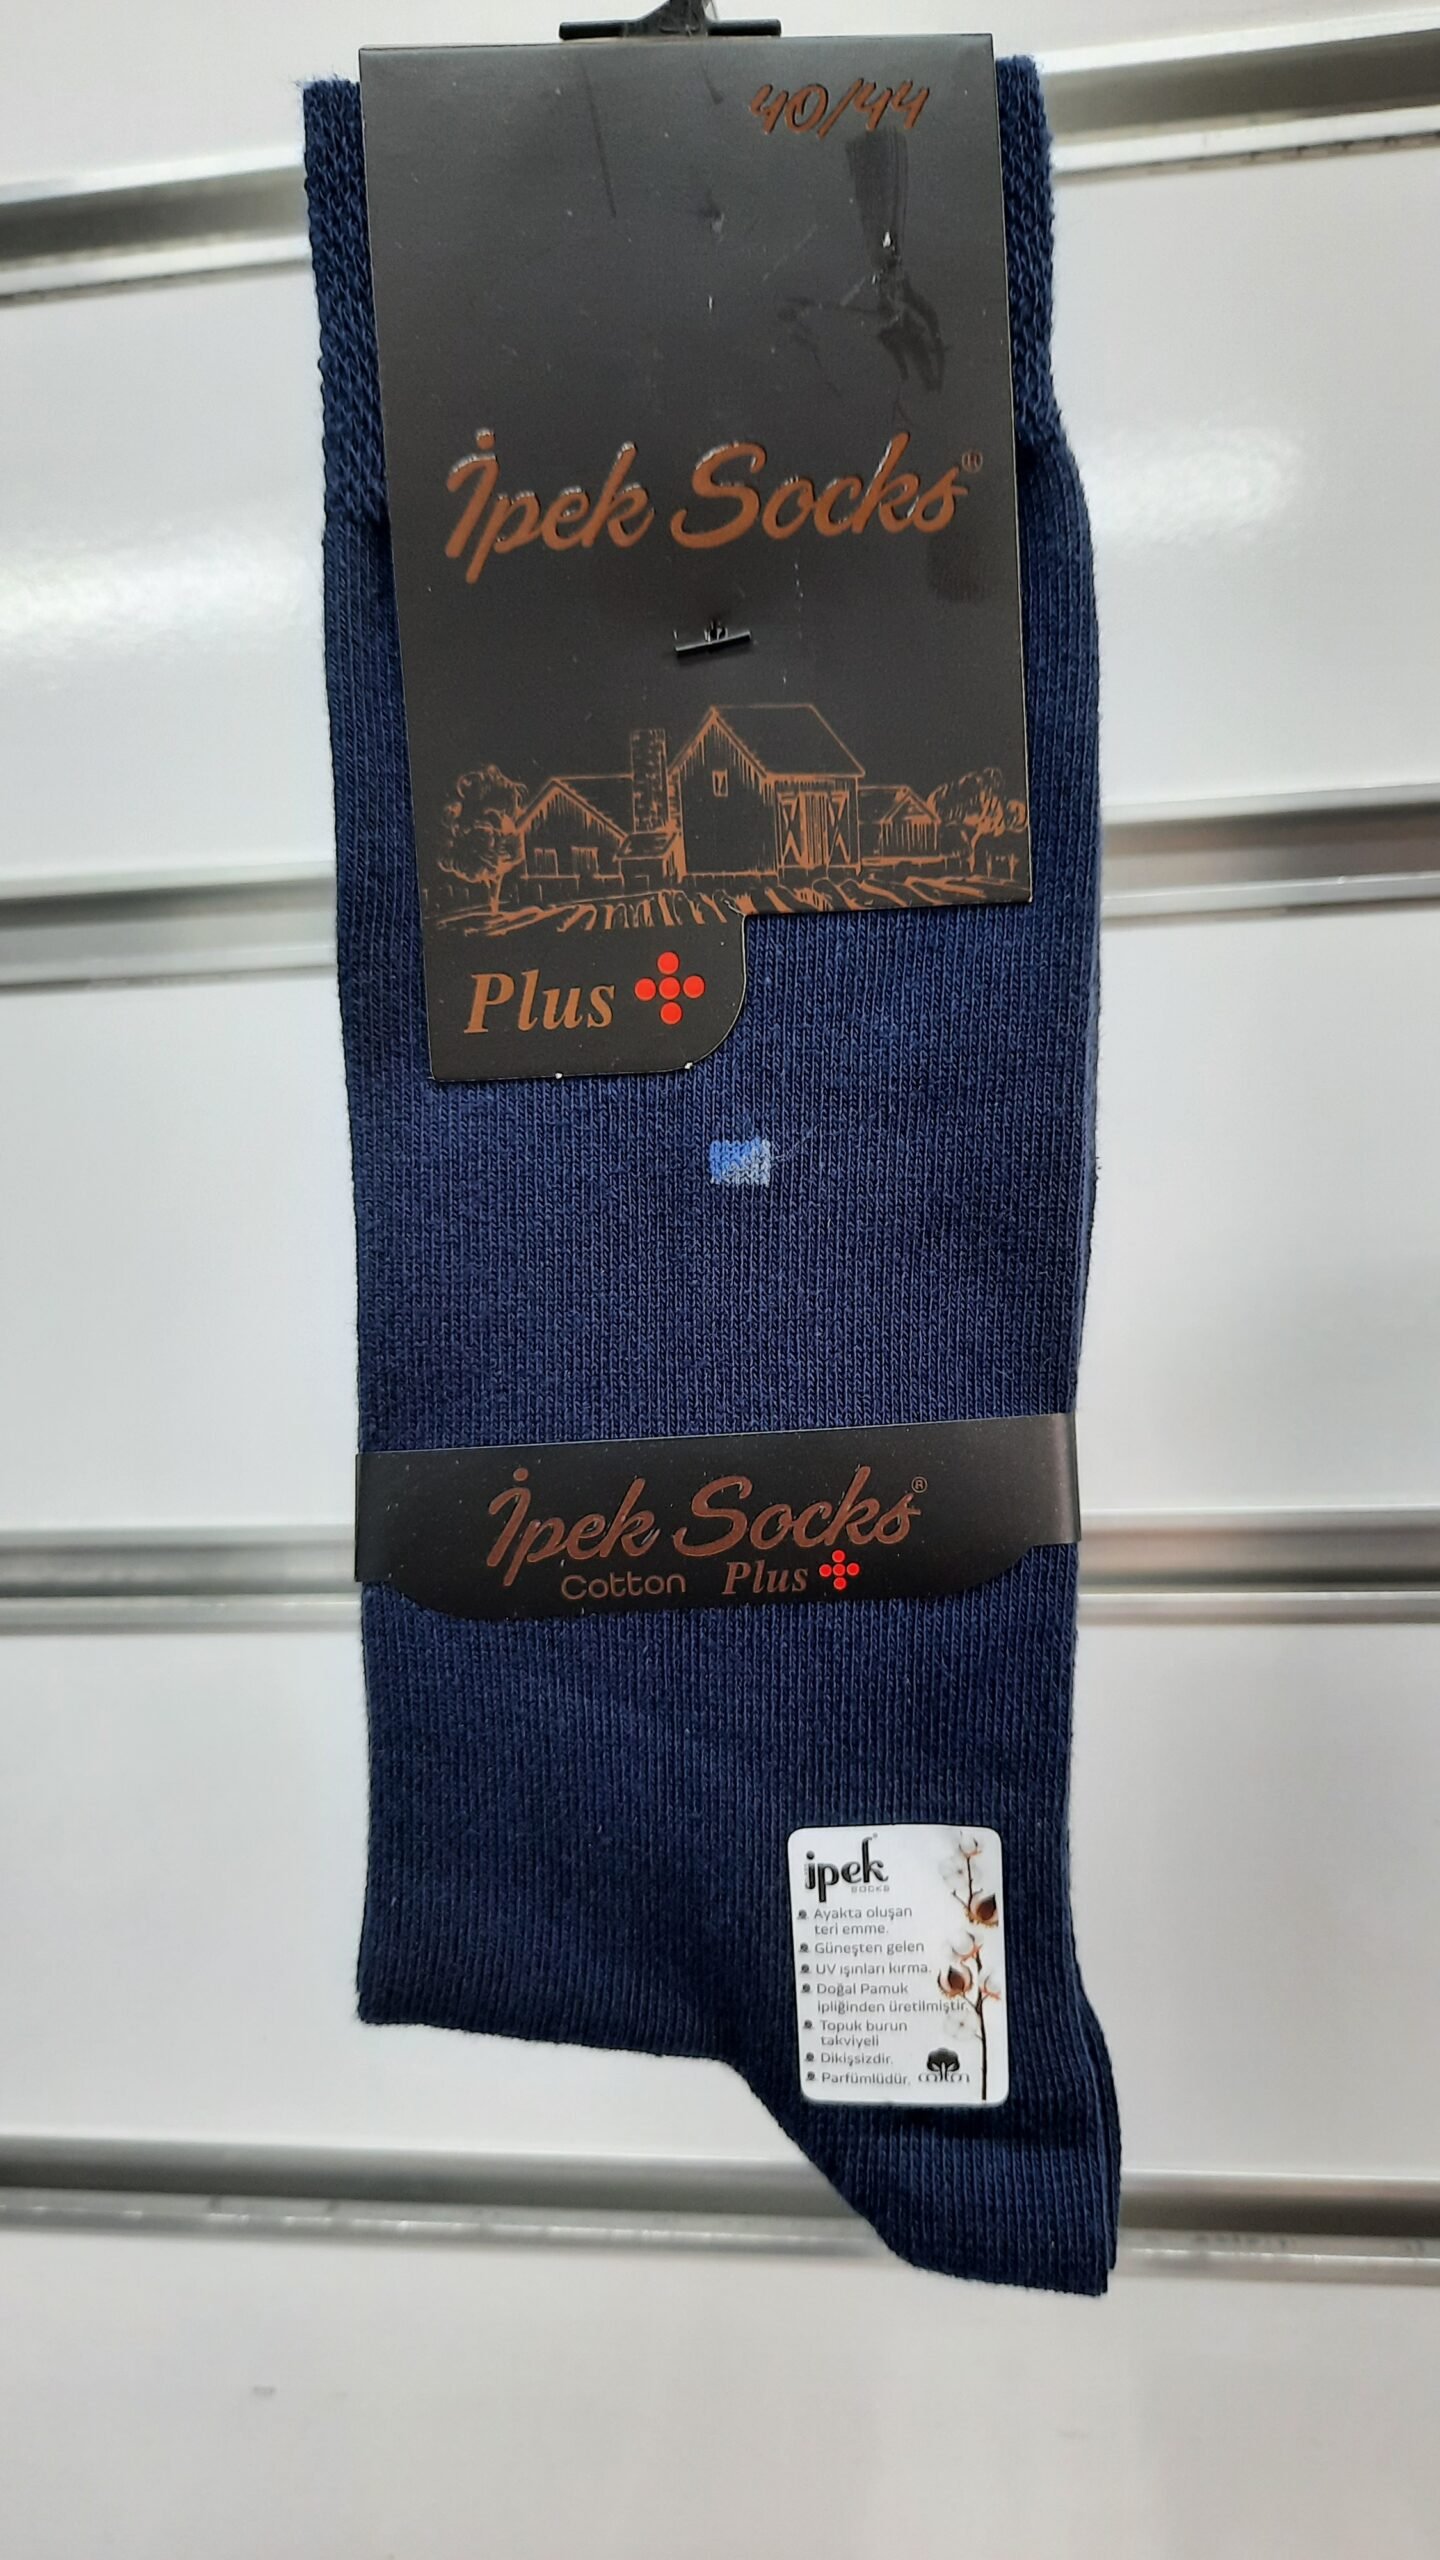 40/44
İpek Socks®
Plus
İpek Socks®
Cotton Plus
ipek
SOCKS
Ayakta oluşan
teri emme.
Güneşten gelen
UV ışınları kırma.
Doğal Pamuk
ipliğinden üretilmiştir.
Topuk burun
takviyeli
Dikişsizdir.
Parfümlüdür.
cotton